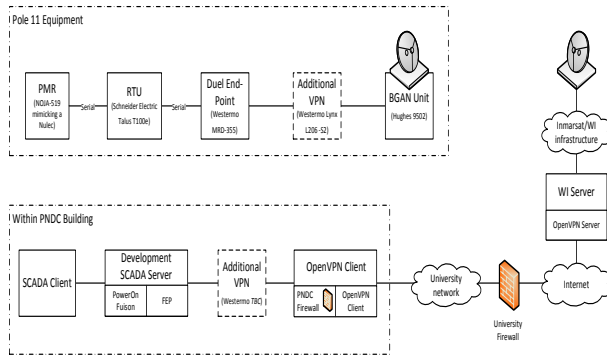 Pole 11 Equipment
PMR
(NOJA-519
mimicking a
Nulec)
Serial
RTU
(Schneider Electric
Talus T100e)
Serial
Duel End-
Point
(Westermo
MRD-355)
Additional
VPN
(Westermo Lynx
L206-S2)
BGAN Unit
(Hughes 9502)
Inmarsat/WI
infrastructure
WI Server
OpenVPN Server
Internet
University
Firewall
University
network
Within PNDC Building
SCADA Client
Development
SCADA Server
PowerOn
Fuison
FEP
Additional
VPN
(Westermo TBC)
OpenVPN Client
PNDC
Firewall
OpenVPN
Client